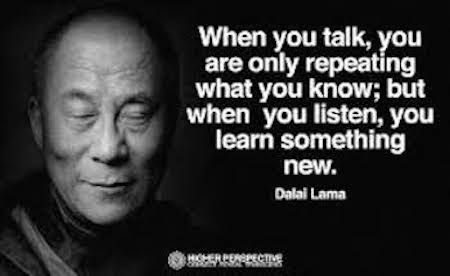 When you talk, you
are only repeating
what you know; but
when you listen, you
learn something
new.
Dalai Lama
HIGHER PERSPECTIVE